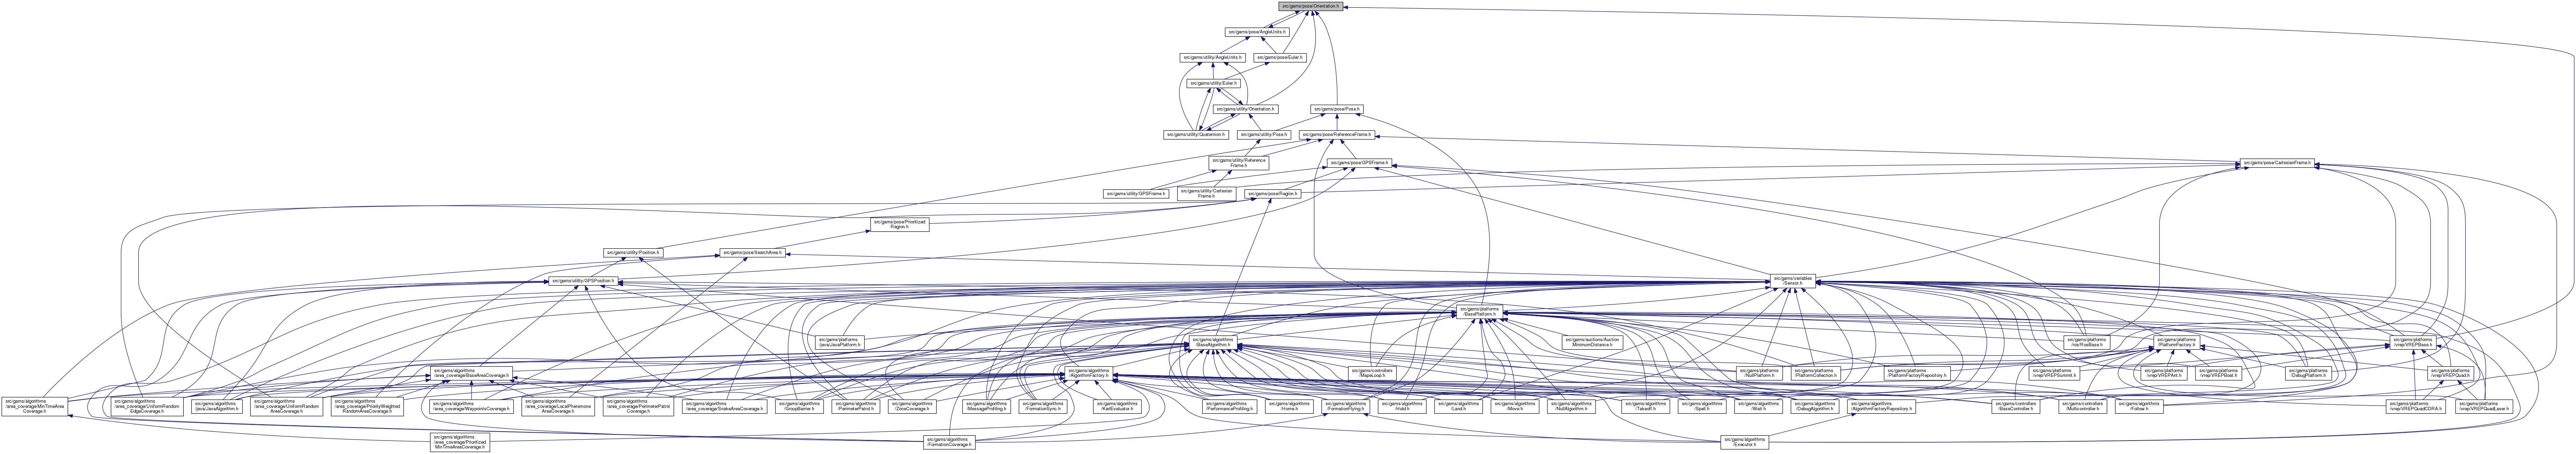 src/gams/pose/Orientation.h
src/gams/pose/AngleUnits.h
src/gams/utility/AngleUnits.h
src/gams/pose/Euler.h
src/gams/utility/Euler.h
src/gams/utility/Orientation.h
src/gams/pose/Pose.h
src/gams/utility/Quaternion.h
src/gams/utility/Pose.h
src/gams/pose/ReferenceFrame.h
src/gams/utility/Reference
Frame.h
src/gams/pose/GPSFrame.h
src/gams/pose/CartesianFrame.h
src/gams/utility/GPSFrame.h
src/gams/utility/Cartesian
Frame.h
src/gams/pose/Region.h
src/gams/pose/Prioritized
Region.h
src/gams/utility/Position.h
src/gams/pose/SearchArea.h
src/gams/utility/GPSPosition.h
src/gams/variables
/Sensor.h
src/gams/platforms
/BasePlatform.h
src/gams/platforms
/java/JavaPlatform.h
src/gams/algorithms
/BaseAlgorithm.h
src/gams/auctions/Auction
MinimumDistance.h
src/gams/platforms
/ros/RosBase.h
src/gams/platforms
/PlatformFactory.h
src/gams/platforms
/vrep/VREPBase.h
src/gams/algorithms
/area_coverage/BaseAreaCoverage.h
src/gams/algorithms
/AlgorithmFactory.h
src/gams/controllers
/MapeLoop.h
src/gams/platforms
/NullPlatform.h
src/gams/platforms
/PlatformCollection.h
src/gams/platforms
/PlatformFactoryRepository.h
src/gams/platforms
/vrep/VREPSummit.h
src/gams/platforms
/vrep/VREPAnt.h
src/gams/platforms
/vrep/VREPBoat.h
src/gams/platforms
/DebugPlatform.h
src/gams/platforms
/vrep/VREPQuad.h
src/gams/algorithms
/area_coverage/MinTimeArea
Coverage.h
src/gams/algorithms
/area_coverage/UniformRandom
EdgeCoverage.h
src/gams/algorithms
/java/JavaAlgorithm.h
src/gams/algorithms
/area_coverage/UniformRandom
AreaCoverage.h
src/gams/algorithms
/area_coverage/PriorityWeighted
RandomAreaCoverage.h
src/gams/algorithms
/area_coverage/WaypointsCoverage.h
src/gams/algorithms
/area_coverage/LocalPheremone
AreaCoverage.h
src/gams/algorithms
/area_coverage/PerimeterPatrol
Coverage.h
src/gams/algorithms
/area_coverage/SnakeAreaCoverage.h
src/gams/algorithms
/GroupBarrier.h
src/gams/algorithms
/PerimeterPatrol.h
src/gams/algorithms
/ZoneCoverage.h
src/gams/algorithms
/MessageProfiling.h
src/gams/algorithms
/FormationSync.h
src/gams/algorithms
/KarlEvaluator.h
src/gams/algorithms
/PerformanceProfiling.h
src/gams/algorithms
/Home.h
src/gams/algorithms
/FormationFlying.h
src/gams/algorithms
/Hold.h
src/gams/algorithms
/Land.h
src/gams/algorithms
/Move.h
src/gams/algorithms
/NullAlgorithm.h
src/gams/algorithms
/Takeoff.h
src/gams/algorithms
/Spell.h
src/gams/algorithms
/Wait.h
src/gams/algorithms
/DebugAlgorithm.h
src/gams/algorithms
/AlgorithmFactoryRepository.h
src/gams/controllers
/BaseController.h
src/gams/controllers
/Multicontroller.h
src/gams/algorithms
/Follow.h
src/gams/platforms
/vrep/VREPQuadCDRA.h
src/gams/platforms
/vrep/VREPQuadLaser.h
src/gams/algorithms
/area_coverage/Prioritized
MinTimeAreaCoverage.h
src/gams/algorithms
/FormationCoverage.h
src/gams/algorithms
/Executor.h